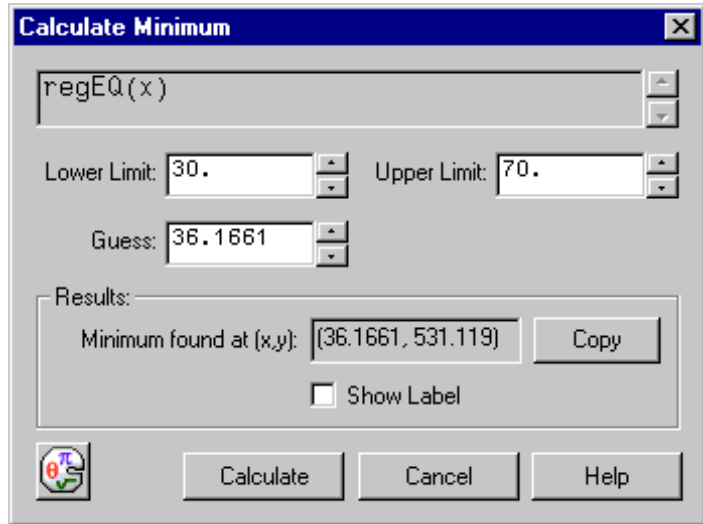 Calculate Minimum
regEQ(x)
Lower Limit: 30. Upper Limit: 70.
Guess: 36.1661
Results:
Minimum found at (x,y): (36.1661, 531.119) Copy
Show Label
θ π
Calculate Cancel Help